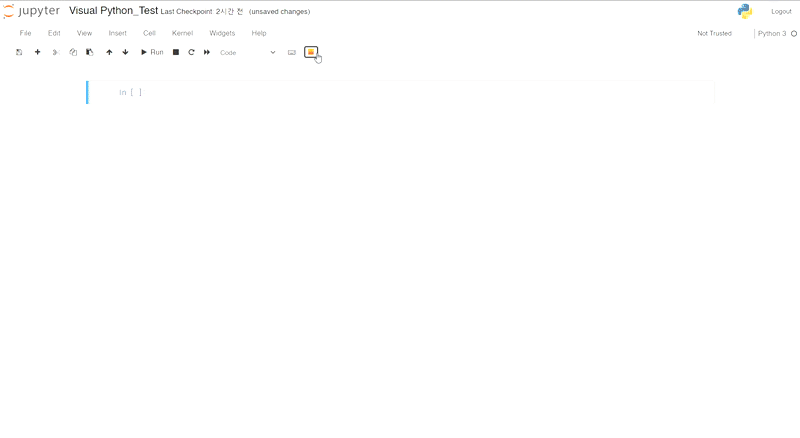 jupyter Visual Python_Test Last Checkpoint: 2시간 전 (unsaved changes) Logout
File Edit View Insert Cell Kernel Widgets Help Not Trusted Python 3
Run Code
In [ ]